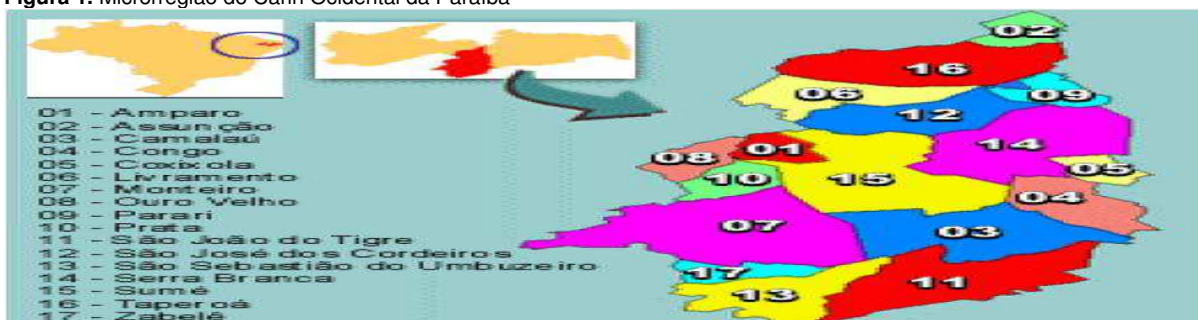 Figura 1. Microrregião do Cariri Ocidental da Paraíba
01 - Amparo
02 - Assunção
03 - Camalaú
04 - Congo
05 - Coxixola
06 - Livramento
07 - Monteiro
08 - Ouro Velho
09 - Parari
10 - Prata
11 - São João do Tigre
12 - São José dos Cordeiros
13 - São Sebastião do Umbuzeiro
14 - Serra Branca
15 - Sumé
16 - Taperoá
17 - Zabelê
02
16
06
09
12
08
01
14
10
15
05
04
07
03
17
13
11